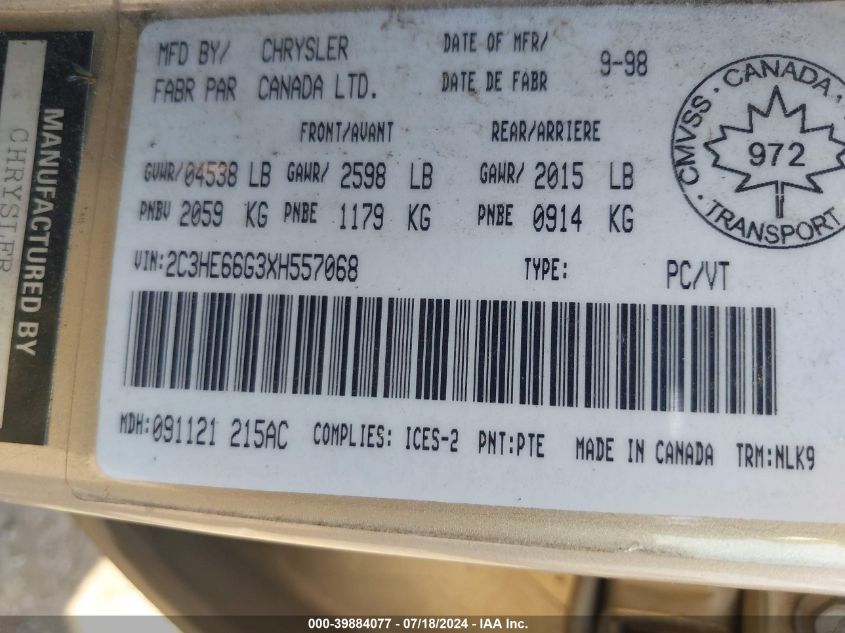 MANUFACTURED BY
CHRYSLER
MFD BY/ CHRYSLER DATE OF MFR/ 9-98
FABR PAR CANADA LTD. DATE DE FABR
FRONT/AVANT REAR/ARRIERE
GVWR/04538 LB GAWR/ 2598 LB GAWR/ 2015 LB
PNBV 2059 KG PNBE 1179 KG PNBE 0914 KG
CMVSS · CANADA
972
TRANSPORT
VIN:2C3HE66G3XH557068 TYPE: PC/VT
MDH:091121 215AC COMPLIES: ICES-2 PNT:PTE MADE IN CANADA TRM:NLK9
000-39884077 / 07/18/2024 - IAA Inc.